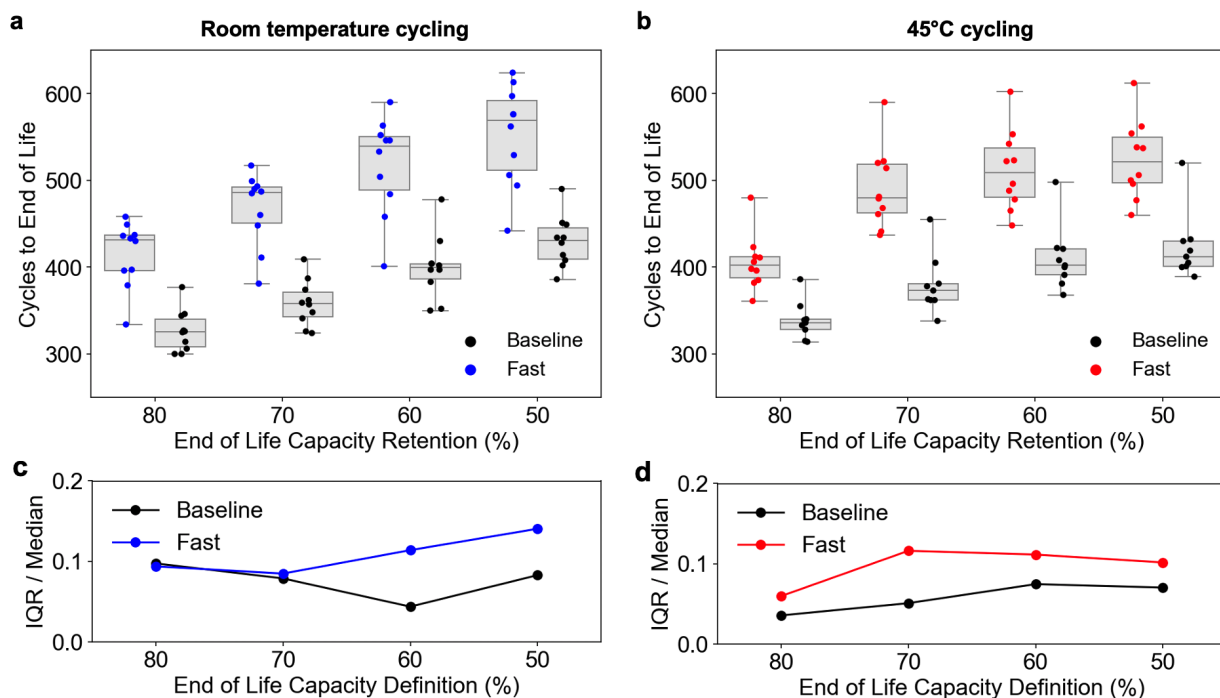 a
Room temperature cycling
Cycles to End of Life
600
500
400
300
Baseline
Fast
80
70
60
50
End of Life Capacity Retention (%)
b
45°C cycling
Cycles to End of Life
600
500
400
300
Baseline
Fast
80
70
60
50
End of Life Capacity Retention (%)
c
IQR / Median
0.2
0.1
0.0
Baseline
Fast
80
70
60
50
End of Life Capacity Definition (%)
d
IQR / Median
0.2
0.1
0.0
Baseline
Fast
80
70
60
50
End of Life Capacity Definition (%)